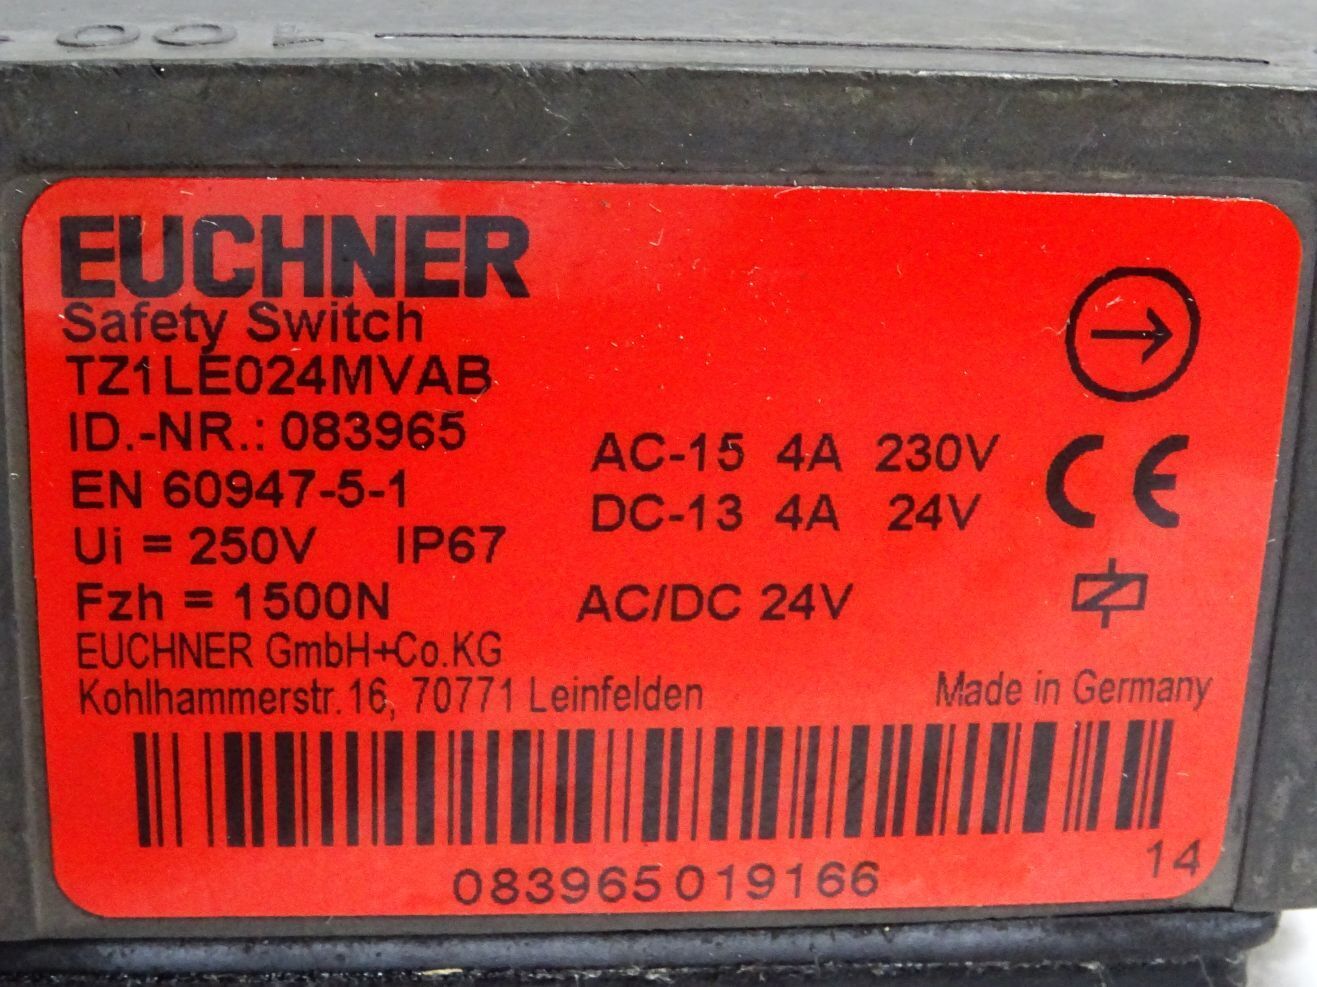 EUCHNER
Safety Switch
TZ1LE024MVAB
ID.-NR.: 083965
EN 60947-5-1
Ui = 250V IP67
Fzh = 1500N
AC-15 4A 230V
DC-13 4A 24V
AC/DC 24V
CE
EUCHNER GmbH+Co.KG
Kohlhammerstr. 16, 70771 Leinfelden
Made in Germany
083965019166
14